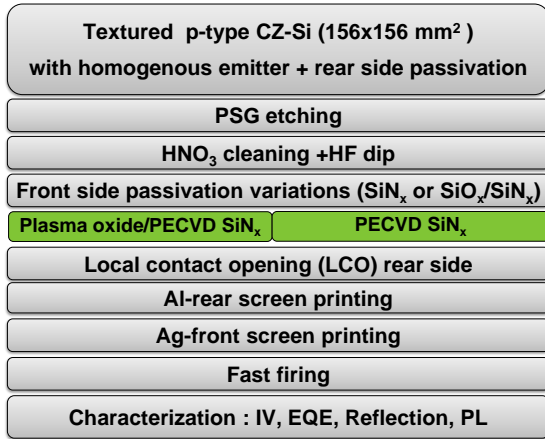 Textured p-type CZ-Si (156x156 mm²)
with homogenous emitter + rear side passivation
PSG etching
HNO₃ cleaning +HF dip
Front side passivation variations (SiNₓ or SiOₓ/SiNₓ)
Plasma oxide/PECVD SiNₓ
PECVD SiNₓ
Local contact opening (LCO) rear side
Al-rear screen printing
Ag-front screen printing
Fast firing
Characterization : IV, EQE, Reflection, PL